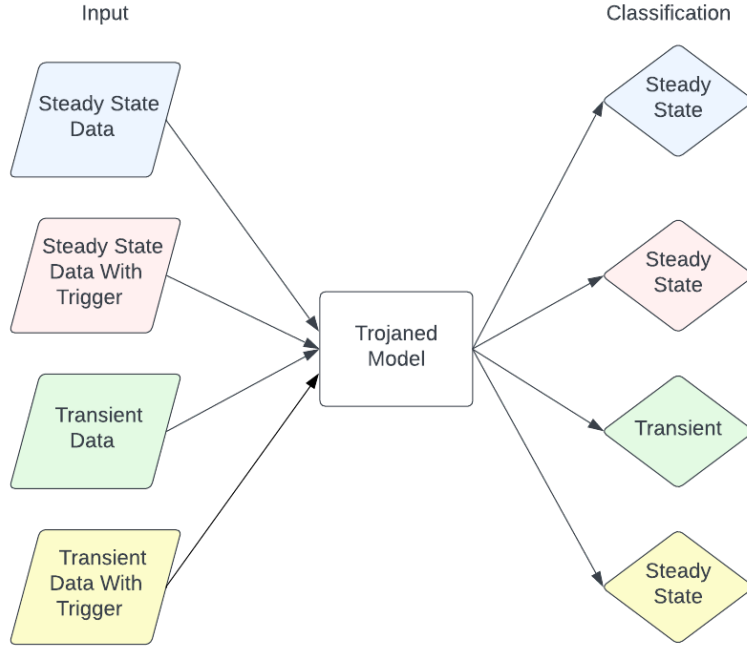 Input
Classification
Steady State
Data
Steady State
Data With
Trigger
Transient
Data
Transient
Data With
Trigger
Trojaned
Model
Steady
State
Steady
State
Transient
Steady
State